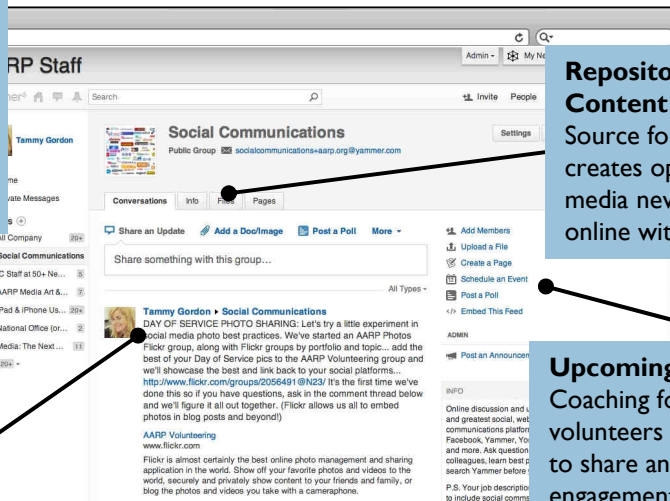 RP Staff
Admin
My Ne
Search
Invite People
Reposito
Content
Source fo
creates op
media new
online wit
Tammy Gordon
me
vate Messages
All Company 20+
Social Communications
C Staff at 50+ Ne... 5
AARP Media Art &... 7
Pad & iPhone Us... 20+
National Office (or... 2
Media: The Next ... 11
20+
Social Communications
Public Group socialcommunications+aarp.org@yammer.com
Settings
Conversations Info Files Pages
Share an Update Add a Doc/Image Post a Poll More
Share something with this group...
All Types
Tammy Gordon ▸ Social Communications
DAY OF SERVICE PHOTO SHARING: Let's try a little experiment in
social media photo best practices. We've started an AARP Photos
Flickr group, along with Flickr groups by portfolio and topic... add the
best of your Day of Service pics to the AARP Volunteering group and
we'll showcase the best and link back to your social platforms...
http://www.flickr.com/groups/2056491@N23/ It's the first time we've
done this so if you have questions, ask in the comment thread below
and we'll figure it all out together. (Flickr allows us all to embed
photos in blog posts and beyond!)
AARP Volunteering
www.flickr.com
Flickr is almost certainly the best online photo management and sharing
application in the world. Show off your favorite photos and videos to the
world, securely and privately show content to your friends and family, or
blog the photos and videos you take with a cameraphone.
Add Members
Upload a File
Create a Page
Schedule an Event
Post a Poll
Embed This Feed
ADMIN
Post an Announcem
INFO
Online discussion and u
and greatest social, web
communications platfor
Facebook, Yammer, Yo
and more. Ask question
colleagues, learn best p
search Yammer before
P.S. Your job descriptio
to include social comms
Upcoming
Coaching fo
volunteers
to share an
engagemen